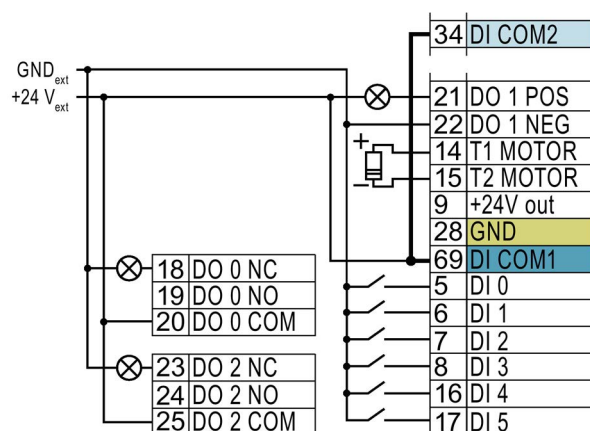 34 DI COM2
GND ext
+24 V ext
21 DO 1 POS
22 DO 1 NEG
+
14 T1 MOTOR
−
15 T2 MOTOR
9 +24V out
28 GND
69 DI COM1
18 DO 0 NC
19 DO 0 NO
20 DO 0 COM
5 DI 0
6 DI 1
7 DI 2
8 DI 3
16 DI 4
17 DI 5
23 DO 2 NC
24 DO 2 NO
25 DO 2 COM